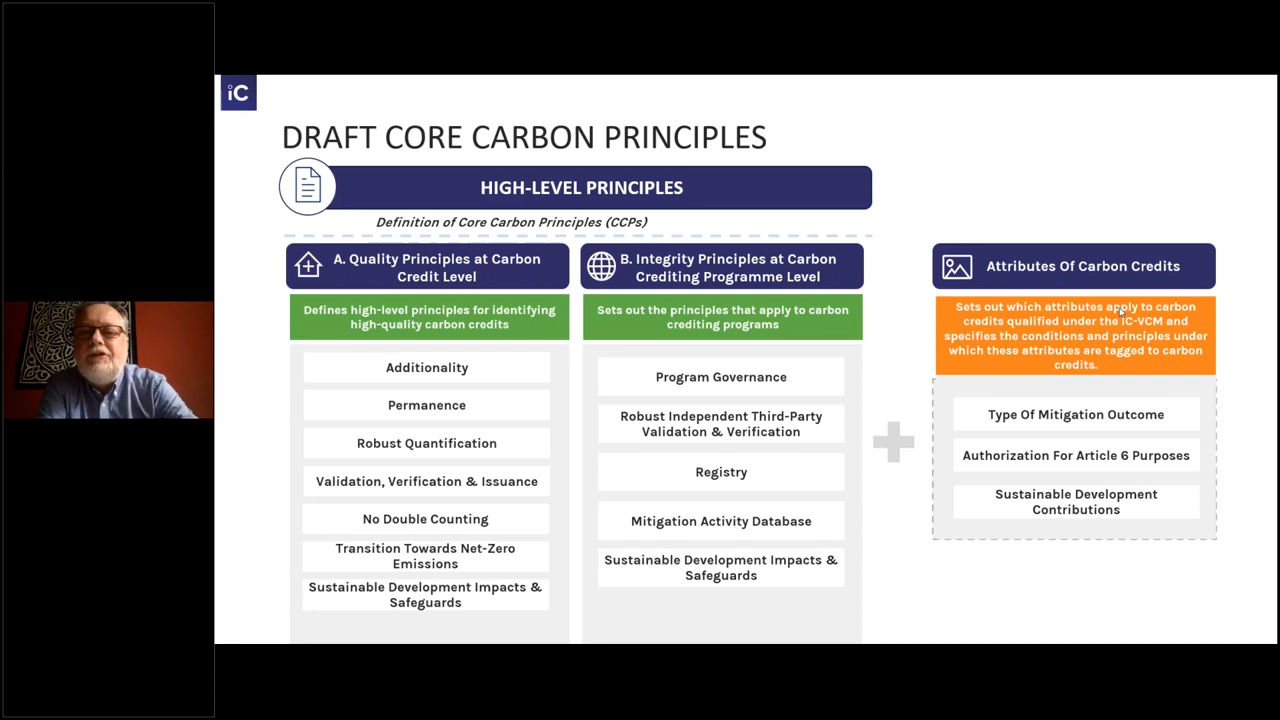 iC
DRAFT CORE CARBON PRINCIPLES
HIGH-LEVEL PRINCIPLES
Definition of Core Carbon Principles (CCPs)
A. Quality Principles at Carbon
Credit Level
Defines high-level principles for identifying
high-quality carbon credits
Additionality
Permanence
Robust Quantification
Validation, Verification & Issuance
No Double Counting
Transition Towards Net-Zero
Emissions
Sustainable Development Impacts &
Safeguards
B. Integrity Principles at Carbon
Crediting Programme Level
Sets out the principles that apply to carbon
crediting programs
Program Governance
Robust Independent Third-Party
Validation & Verification
Registry
Mitigation Activity Database
Sustainable Development Impacts &
Safeguards
Attributes Of Carbon Credits
Sets out which attributes apply to carbon
credits qualified under the IC-VCM and
specifies the conditions and principles under
which these attributes are tagged to carbon
credits.
Type Of Mitigation Outcome
Authorization For Article 6 Purposes
Sustainable Development
Contributions